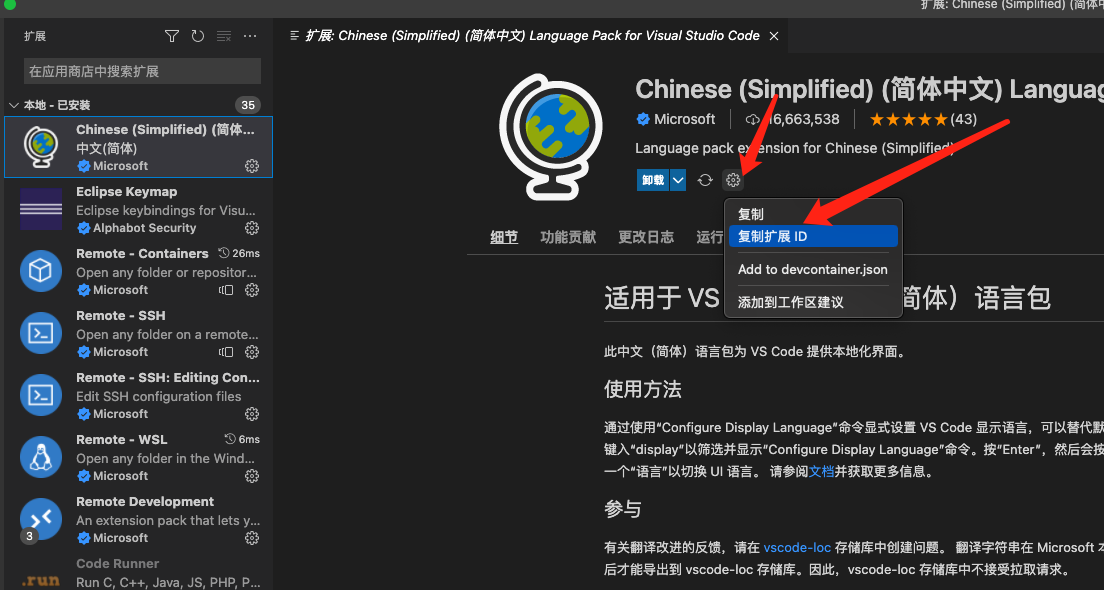 扩展: Chinese (Simplified) (简体中
扩展
扩展: Chinese (Simplified) (简体中文) Language Pack for Visual Studio Code
在应用商店中搜索扩展
本地 - 已安装
35
Chinese (Simplified) (简体...
中文(简体)
Microsoft
Eclipse Keymap
Eclipse keybindings for Visu...
Alphabot Security
Remote - Containers
26ms
Open any folder or repositor...
Microsoft
Remote - SSH
Open any folder on a remote...
Microsoft
Remote - SSH: Editing Con...
Edit SSH configuration files
Microsoft
Remote - WSL
6ms
Open any folder in the Wind...
Microsoft
Remote Development
An extension pack that lets y...
3
Microsoft
Code Runner
.run
Run C, C++, Java, JS, PHP, P...
Chinese (Simplified) (简体中文) Langua
Microsoft
16,663,538
(43)
Language pack extension for Chinese (Simplified)
卸载
细节
功能贡献
更改日志
运行
复制
复制扩展 ID
Add to devcontainer.json
添加到工作区建议
适用于 VS
简体）语言包
此中文（简体）语言包为 VS Code 提供本地化界面。
使用方法
通过使用“Configure Display Language”命令显式设置 VS Code 显示语言，可以替代默
键入“display”以筛选并显示“Configure Display Language”命令。按“Enter”，然后会按
一个“语言”以切换 UI 语言。 请参阅文档并获取更多信息。
参与
有关翻译改进的反馈，请在 vscode-loc 存储库中创建问题。 翻译字符串在 Microsoft 本
后才能导出到 vscode-loc 存储库。因此，vscode-loc 存储库中不接受拉取请求。